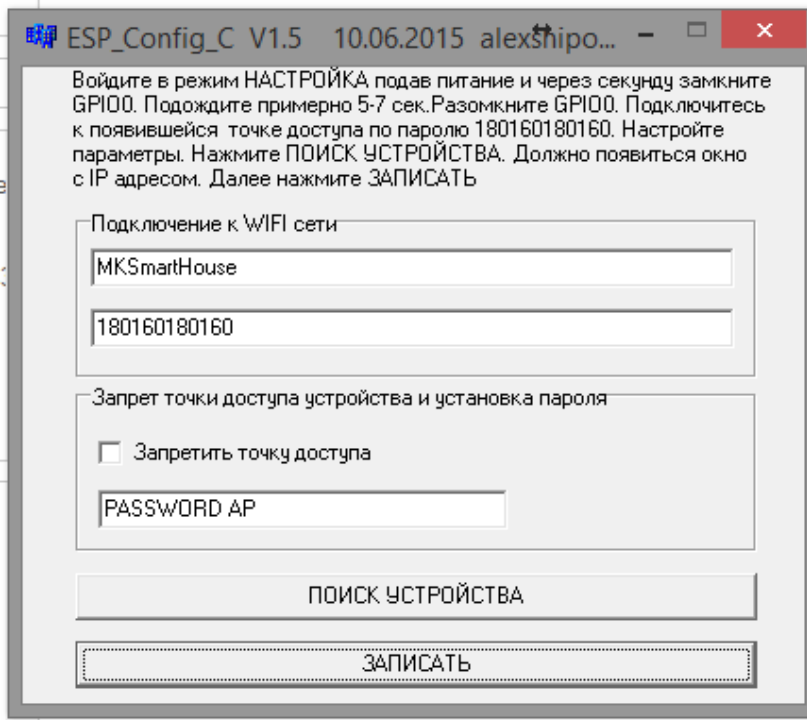 ESP_Config_C V1.5 10.06.2015 alexshipo...
Войдите в режим НАСТРОЙКА подав питание и через секунду замкните
GPIO0. Подождите примерно 5-7 сек.Разомкните GPIO0. Подключитесь
к появившейся точке доступа по паролю 180160180160. Настройте
параметры. Нажмите ПОИСК УСТРОЙСТВА. Должно появиться окно
с IP адресом. Далее нажмите ЗАПИСАТЬ
Подключение к WIFI сети
MKSmartHouse
180160180160
Запрет точки доступа устройства и установка пароля
Запретить точку доступа
PASSWORD AP
ПОИСК УСТРОЙСТВА
ЗАПИСАТЬ